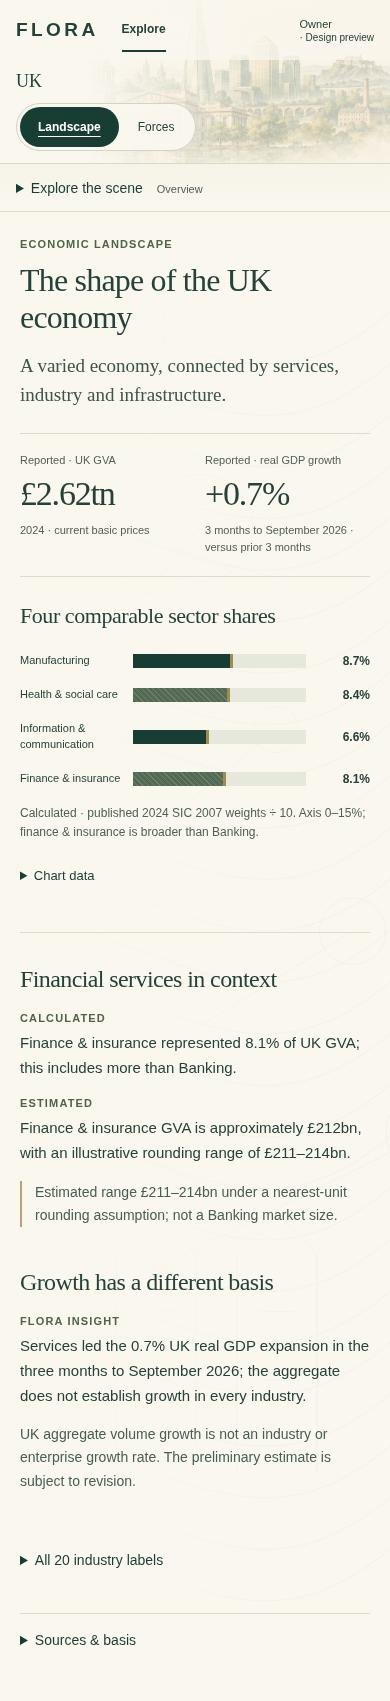 FLORA
Explore
Owner
· Design preview
UK
Landscape
Forces
Explore the scene Overview
ECONOMIC LANDSCAPE
The shape of the UK
economy
A varied economy, connected by services,
industry and infrastructure.
Reported · UK GVA
£2.62tn
2024 · current basic prices
Reported · real GDP growth
+0.7%
3 months to September 2026 ·
versus prior 3 months
Four comparable sector shares
Manufacturing 8.7%
Health & social care 8.4%
Information &
communication 6.6%
Finance & insurance 8.1%
Calculated · published 2024 SIC 2007 weights ÷ 10. Axis 0–15%;
finance & insurance is broader than Banking.
Chart data
Financial services in context
CALCULATED
Finance & insurance represented 8.1% of UK GVA;
this includes more than Banking.
ESTIMATED
Finance & insurance GVA is approximately £212bn,
with an illustrative rounding range of £211–214bn.
Estimated range £211–214bn under a nearest-unit
rounding assumption; not a Banking market size.
Growth has a different basis
FLORA INSIGHT
Services led the 0.7% UK real GDP expansion in the
three months to September 2026; the aggregate
does not establish growth in every industry.
UK aggregate volume growth is not an industry or
enterprise growth rate. The preliminary estimate is
subject to revision.
All 20 industry labels
Sources & basis